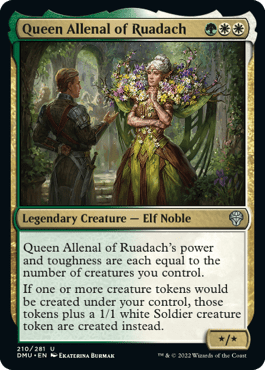 Queen Allenal of Ruadach
Legendary Creature — Elf Noble
Queen Allenal of Ruadach's power
and toughness are each equal to the
number of creatures you control.
If one or more creature tokens would
be created under your control, those
tokens plus a 1/1 white Soldier creature
token are created instead.
*/*
210/281 U
DMU • EN Ekaterina Burmak
™ & © 2022 Wizards of the Coast